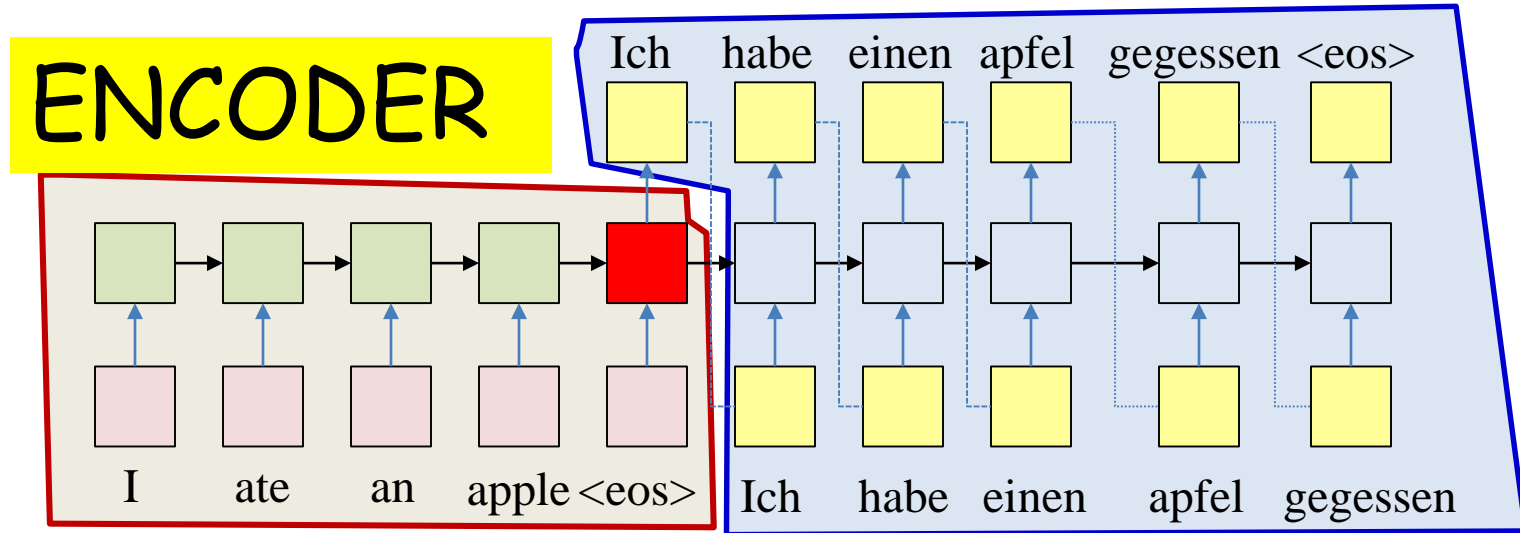 ENCODER
Ich habe einen apfel gegessen <eos>
I ate an apple <eos>
Ich habe einen apfel gegessen